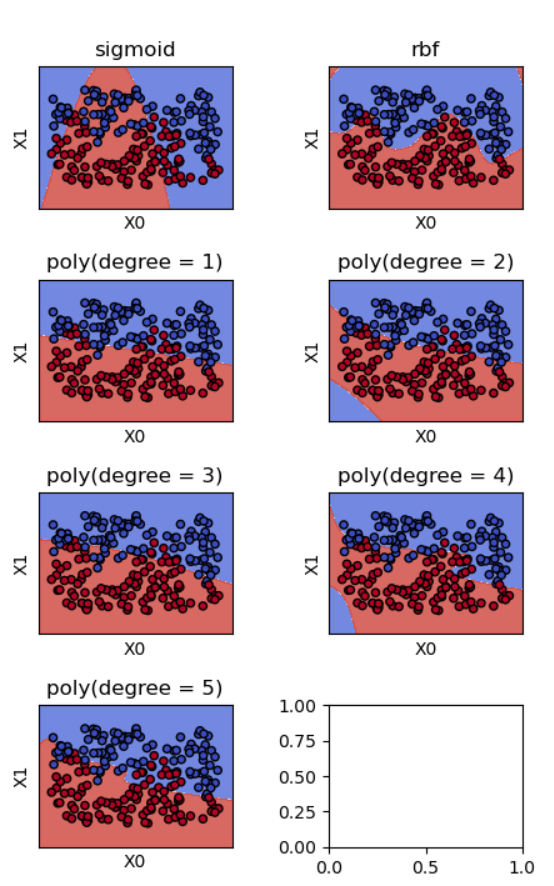 sigmoid
rbf
X1
X0
X1
X0
poly(degree = 1)
poly(degree = 2)
X1
X0
X1
X0
poly(degree = 3)
poly(degree = 4)
X1
X0
X1
X0
poly(degree = 5)
X1
X0
1.00
0.75
0.50
0.25
0.00
0.0
0.5
1.0